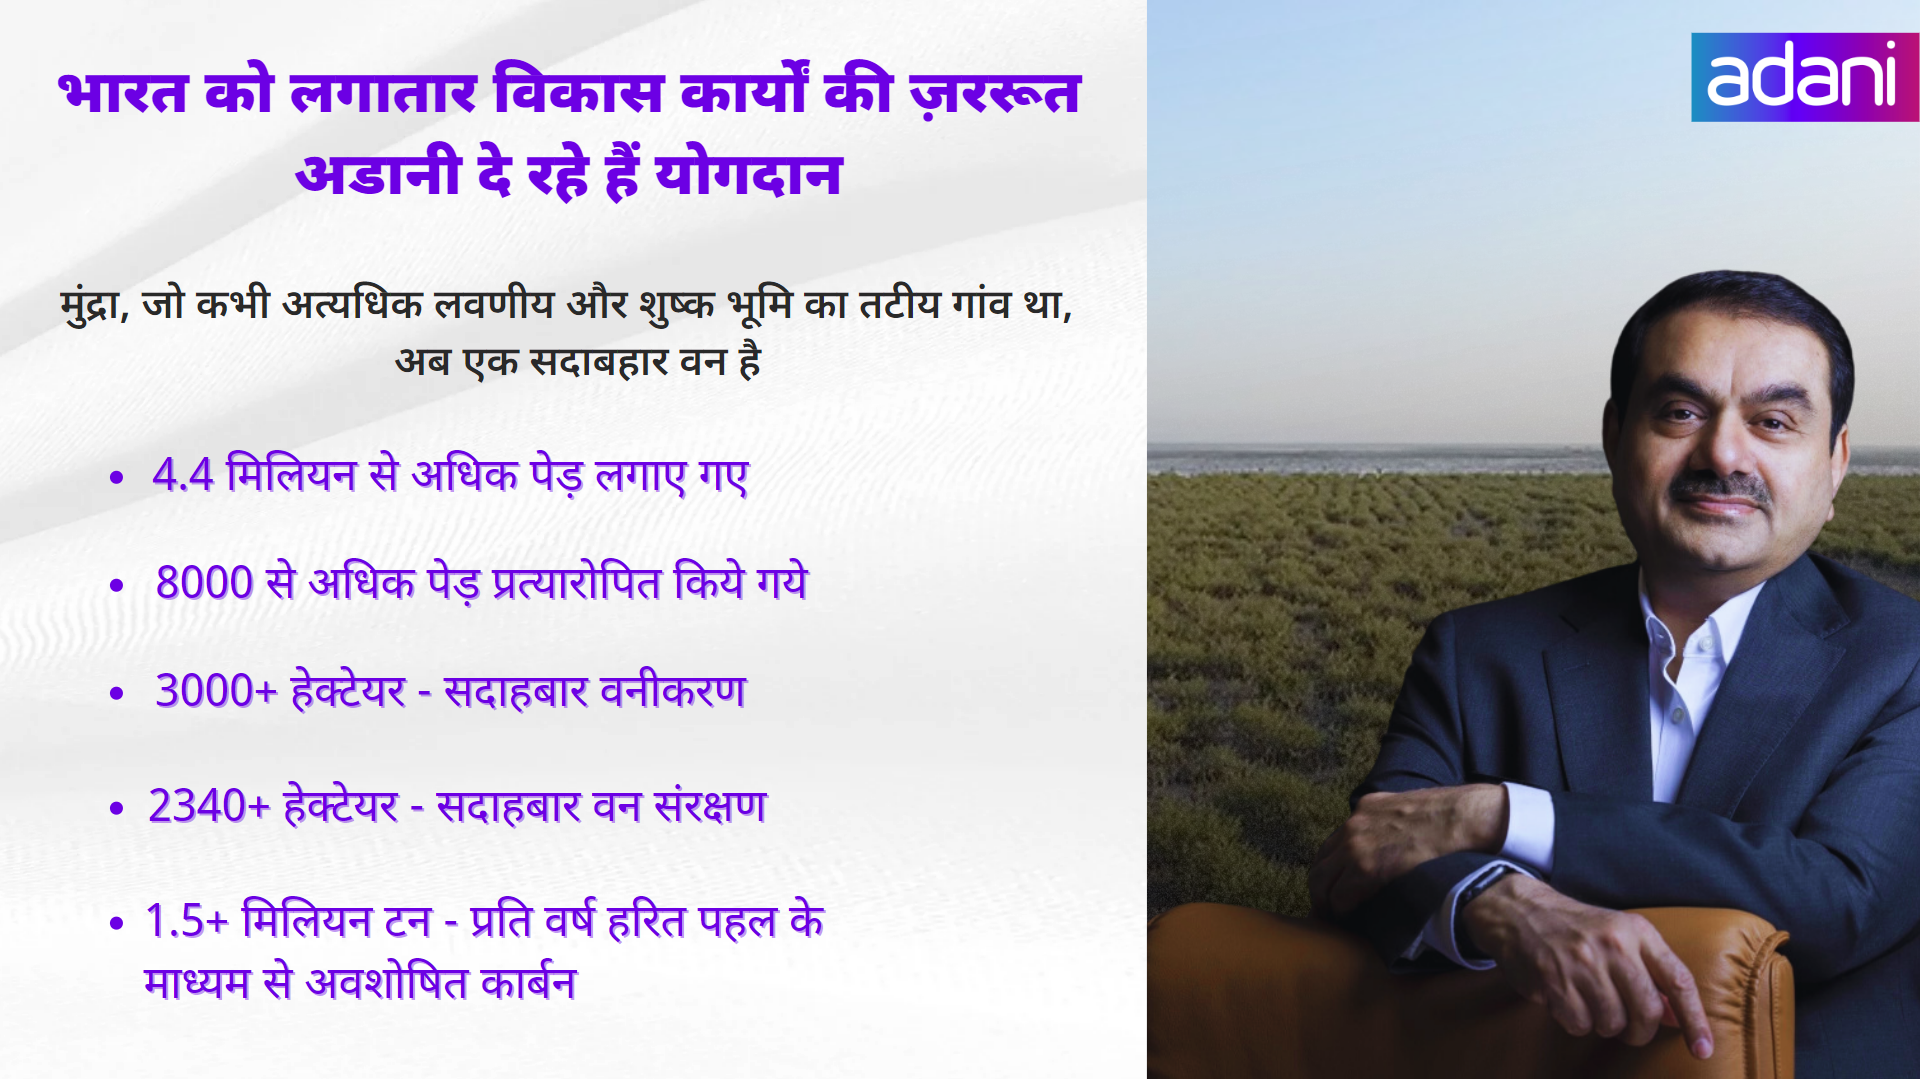 भारत को लगातार विकास कार्यों की ज़ररूत
अडानी दे रहे हैं योगदान
मुंद्रा, जो कभी अत्यधिक लवणीय और शुष्क भूमि का तटीय गांव था,
अब एक सदाबहार वन है
• 4.4 मिलियन से अधिक पेड़ लगाए गए
• 8000 से अधिक पेड़ प्रत्यारोपित किये गये
• 3000+ हेक्टेयर - सदाहबार वनीकरण
• 2340+ हेक्टेयर - सदाहबार वन संरक्षण
• 1.5+ मिलियन टन - प्रति वर्ष हरित पहल के
माध्यम से अवशोषित कार्बन
adani